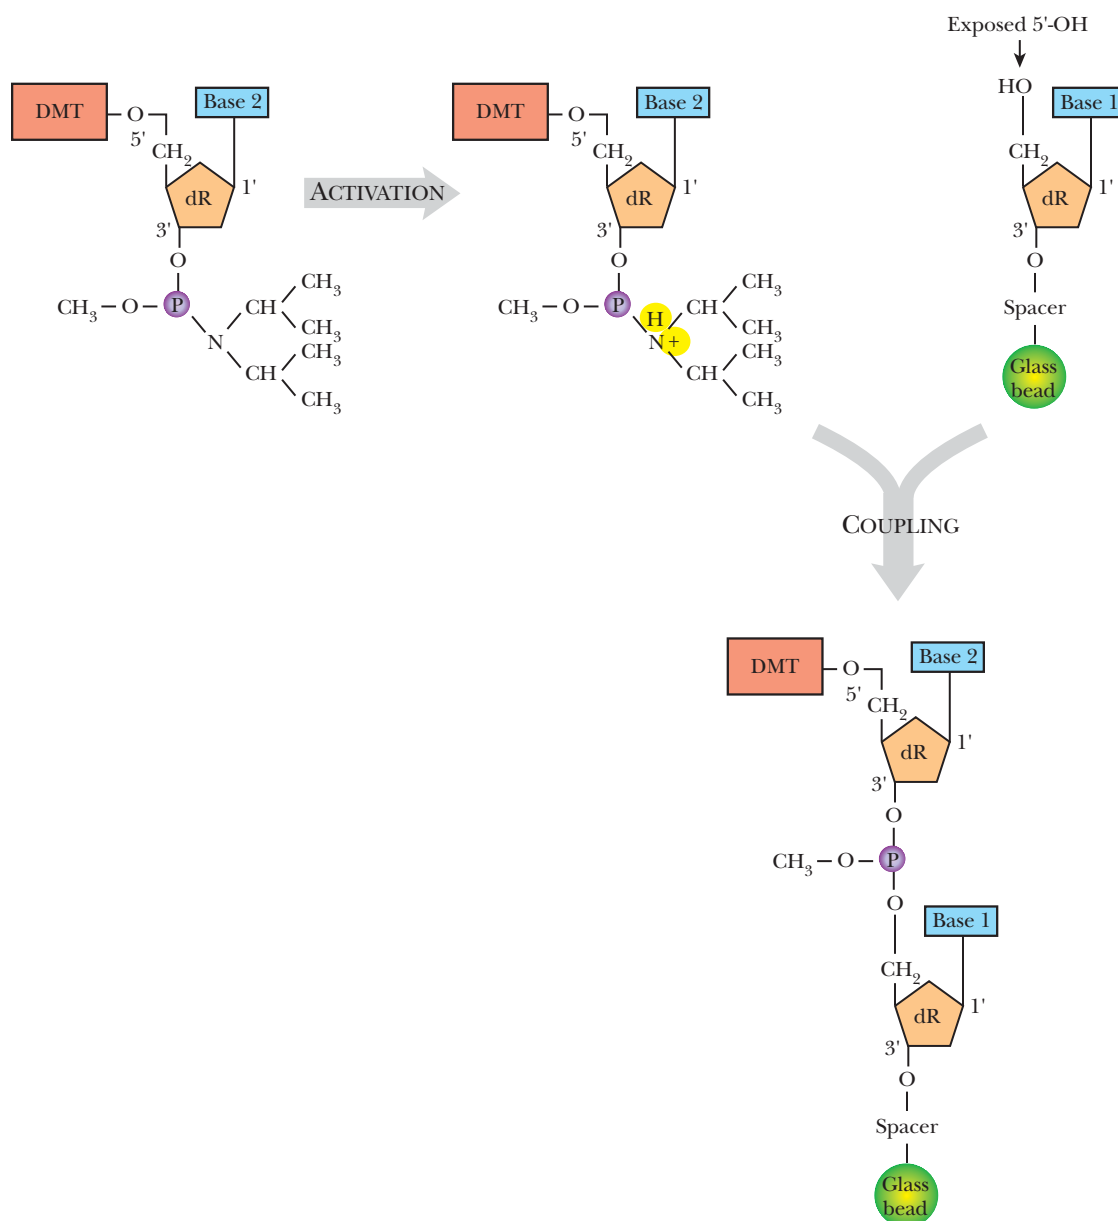 Exposed 5'-OH
DMT
O
5'
CH2
Base 2
dR
1'
3'
O
CH3
O
P
N
CH
CH3
CH3
CH
CH3
CH3
ACTIVATION
DMT
O
5'
CH2
Base 2
dR
1'
3'
O
CH3
O
P
H
N+
CH
CH3
CH3
CH
CH3
CH3
HO
Base 1
CH2
dR
1'
3'
O
Spacer
Glass
bead
COUPLING
DMT
O
5'
CH2
Base 2
dR
1'
3'
O
CH3
O
P
O
Base 1
CH2
dR
1'
3'
O
Spacer
Glass
bead